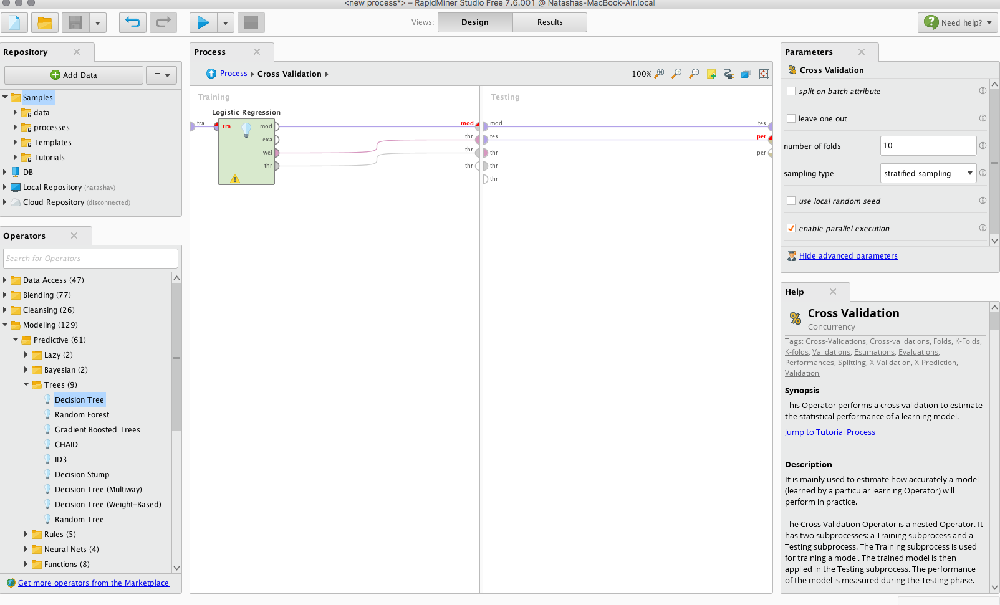 <new process*> – RapidMiner Studio Free 7.6.001 @ Natashas-MacBook-Air.local
Views:
Design
Results
Need help?
Repository
Add Data
Samples
data
processes
Templates
Tutorials
DB
Local Repository (natashav)
Cloud Repository (disconnected)
Operators
Search for Operators
Data Access (47)
Blending (77)
Cleansing (26)
Modeling (129)
Predictive (61)
Lazy (2)
Bayesian (2)
Trees (9)
Decision Tree
Random Forest
Gradient Boosted Trees
CHAID
ID3
Decision Stump
Decision Tree (Multiway)
Decision Tree (Weight-Based)
Random Tree
Rules (5)
Neural Nets (4)
Functions (8)
Get more operators from the Marketplace
Process
Process
Cross Validation
100%
Training
Logistic Regression
tra
tra
mod
exa
wei
thr
mod
thr
thr
thr
Testing
mod
tes
thr
thr
thr
tes
per
per
Parameters
Cross Validation
split on batch attribute
leave one out
number of folds
10
sampling type
stratified sampling
use local random seed
enable parallel execution
Hide advanced parameters
Help
Cross Validation
Concurrency
Tags: Cross-Validations, Cross-validations, Folds, K-Folds,
K-folds, Validations, Estimations, Evaluations,
Performances, Splitting, X-Validation, X-Prediction,
Validation
Synopsis
This Operator performs a cross validation to estimate
the statistical performance of a learning model.
Jump to Tutorial Process
Description
It is mainly used to estimate how accurately a model
(learned by a particular learning Operator) will
perform in practice.
The Cross Validation Operator is a nested Operator. It
has two subprocesses: a Training subprocess and a
Testing subprocess. The Training subprocess is used
for training a model. The trained model is then
applied in the Testing subprocess. The performance
of the model is measured during the Testing phase.